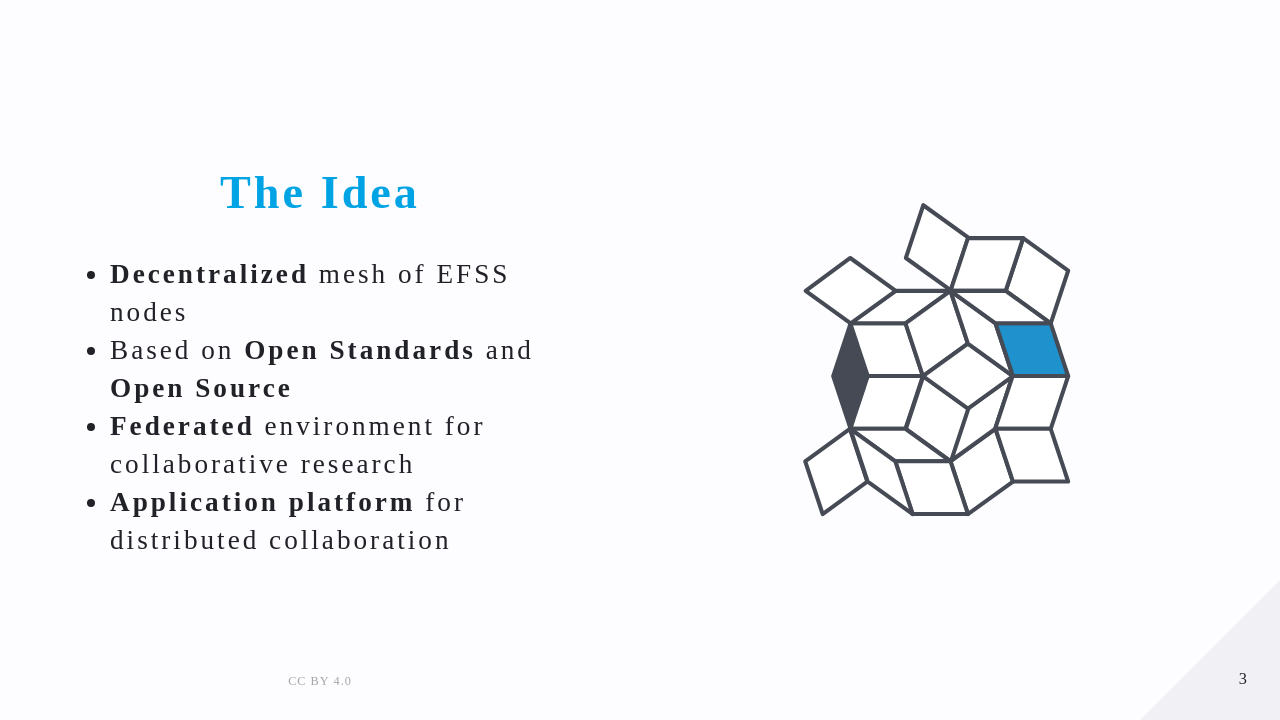 The Idea
Decentralized mesh of EFSS
nodes
Based on Open Standards and
Open Source
Federated environment for
collaborative research
Application platform for
distributed collaboration
CC BY 4.0
3